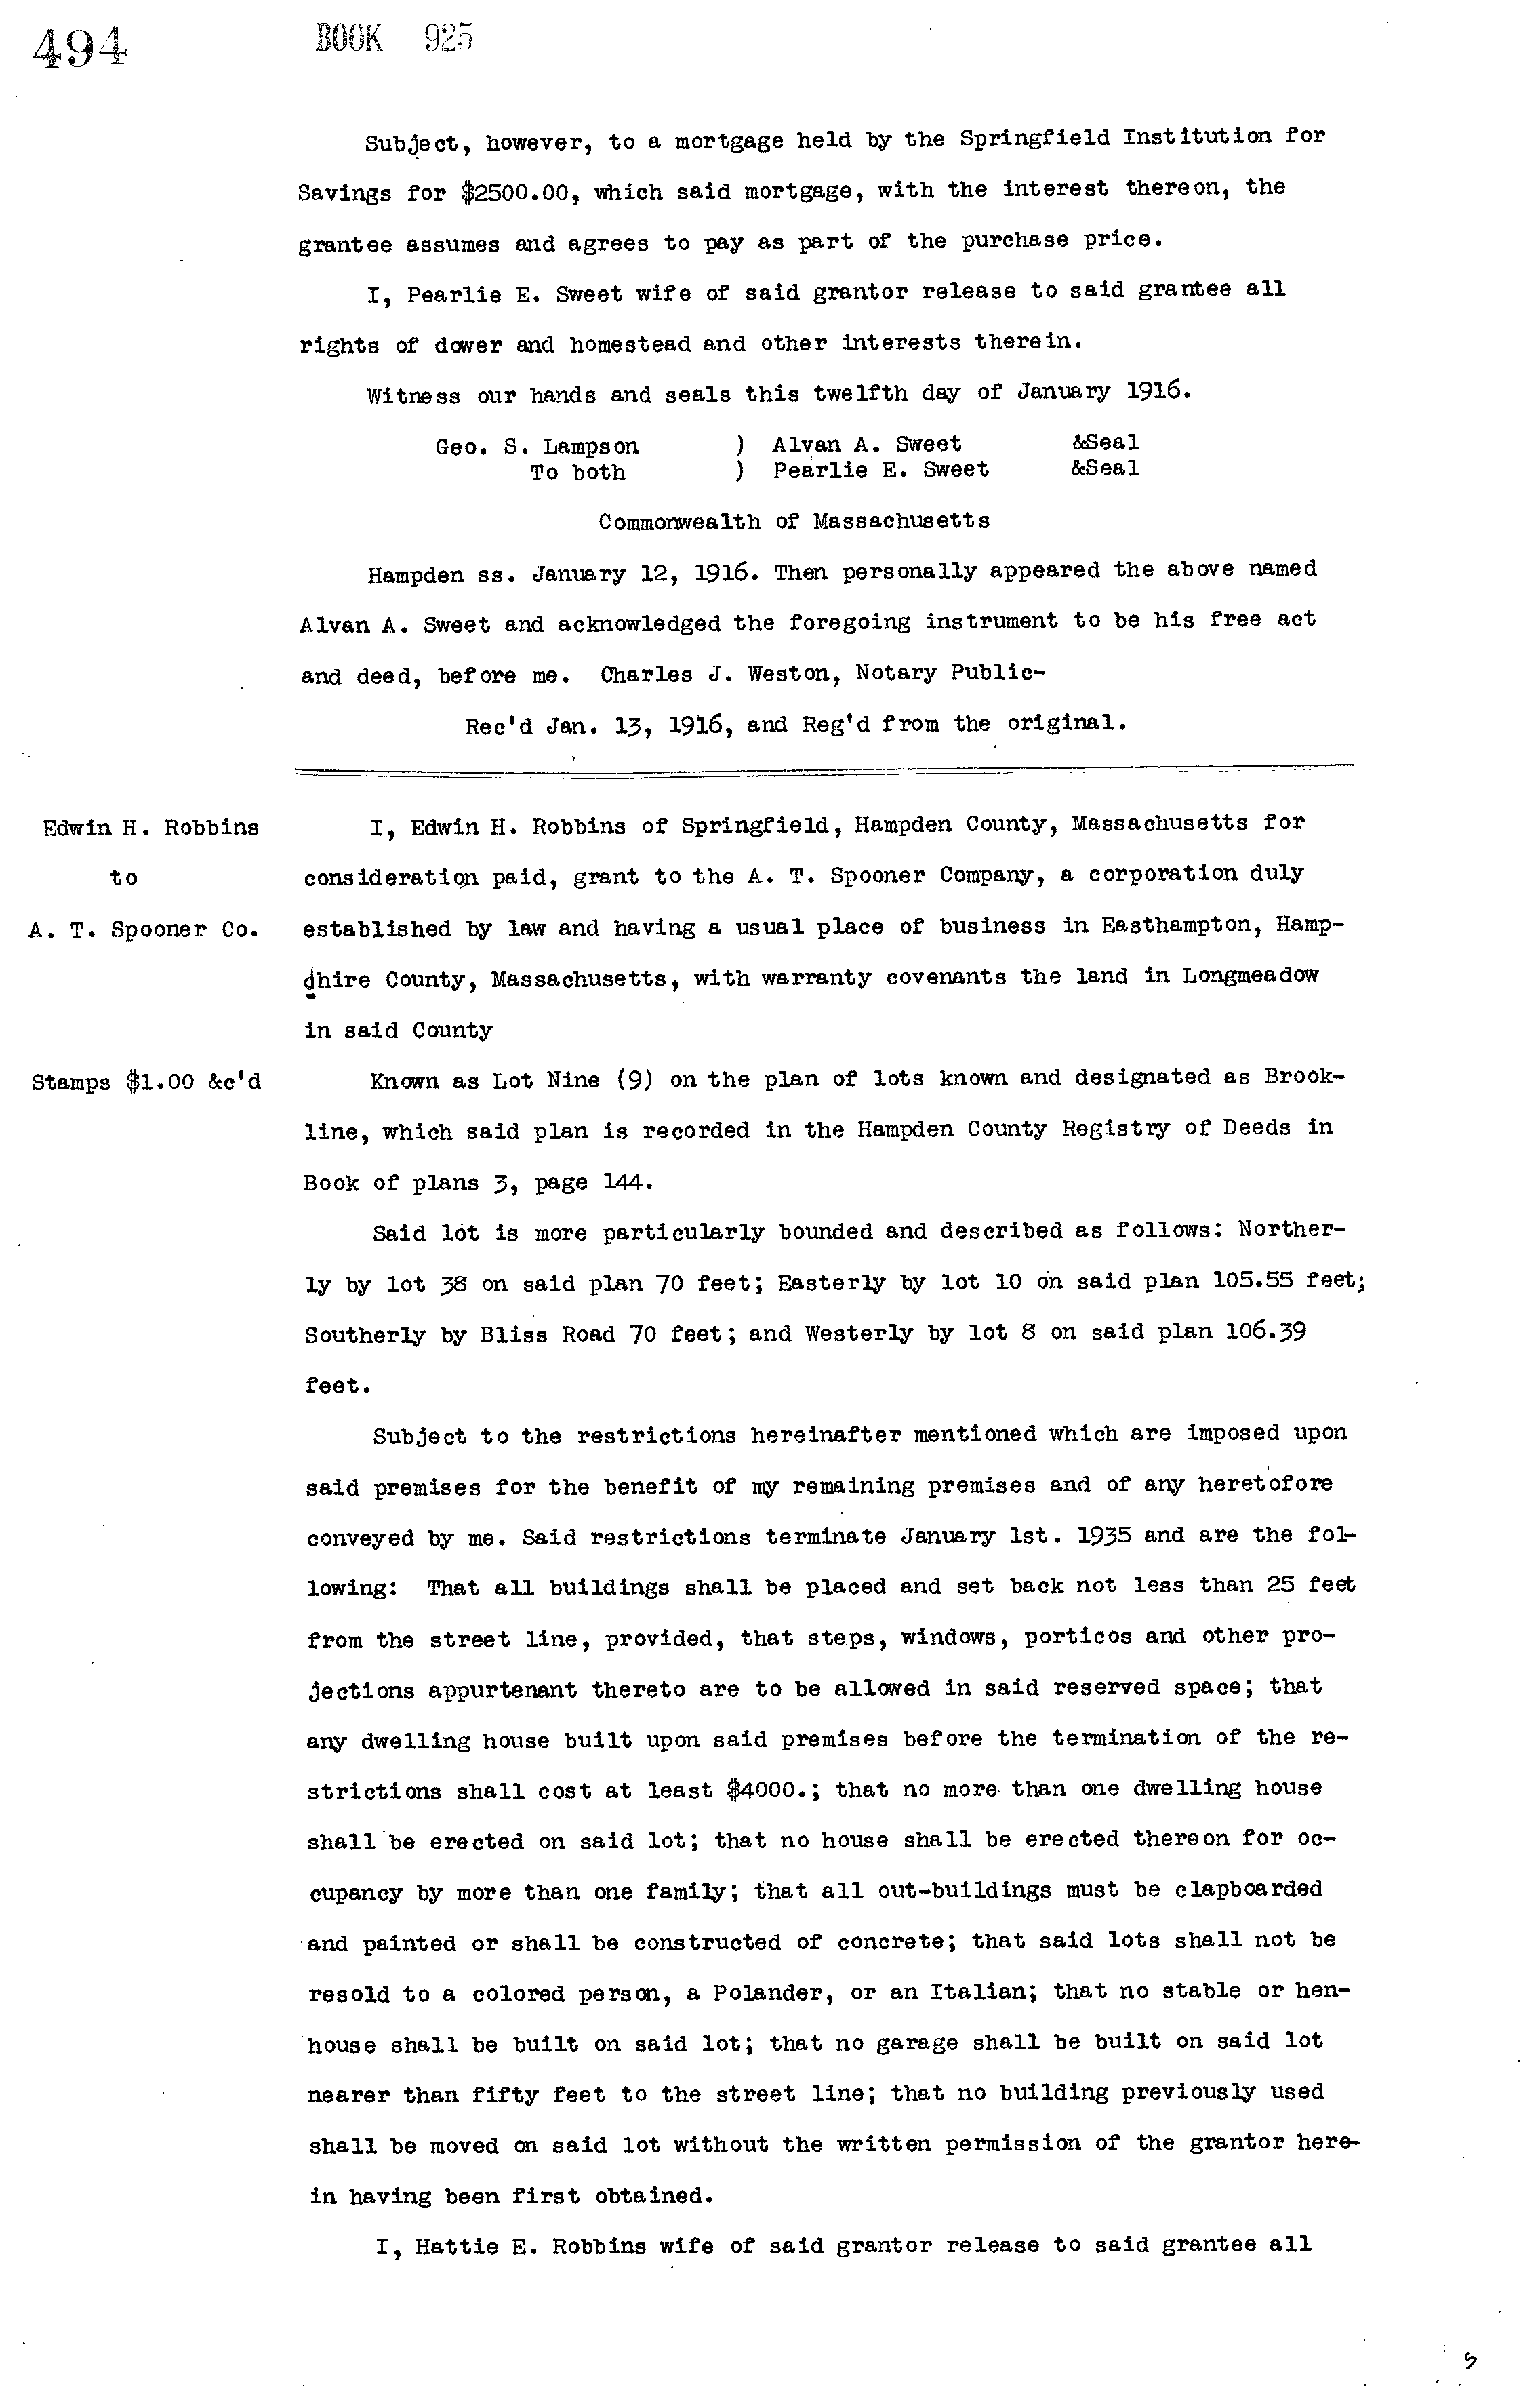 494
BOOK 925
Subject, however, to a mortgage held by the Springfield Institution for
Savings for $2500.00, which said mortgage, with the interest thereon, the
grantee assumes and agrees to pay as part of the purchase price.
I, Pearlie E. Sweet wife of said grantor release to said grantee all
rights of dower and homestead and other interests therein.
Witness our hands and seals this twelfth day of January 1916.
Geo. S. Lampson ) Alvan A. Sweet &Seal
To both ) Pearlie E. Sweet &Seal
Commonwealth of Massachusetts
Hampden ss. January 12, 1916. Then personally appeared the above named
Alvan A. Sweet and acknowledged the foregoing instrument to be his free act
and deed, before me. Charles J. Weston, Notary Public-
Rec'd Jan. 13, 1916, and Reg'd from the original.
Edwin H. Robbins
to
A. T. Spooner Co.
Stamps $1.00 &c'd
I, Edwin H. Robbins of Springfield, Hampden County, Massachusetts for
consideration paid, grant to the A. T. Spooner Company, a corporation duly
established by law and having a usual place of business in Easthampton, Hamp-
dhire County, Massachusetts, with warranty covenants the land in Longmeadow
in said County
Known as Lot Nine (9) on the plan of lots known and designated as Brook-
line, which said plan is recorded in the Hampden County Registry of Deeds in
Book of plans 3, page 144.
Said lot is more particularly bounded and described as follows: Norther-
ly by lot 38 on said plan 70 feet; Easterly by lot 10 on said plan 105.55 feet;
Southerly by Bliss Road 70 feet; and Westerly by lot 8 on said plan 106.39
feet.
Subject to the restrictions hereinafter mentioned which are imposed upon
said premises for the benefit of my remaining premises and of any heretofore
conveyed by me. Said restrictions terminate January 1st. 1935 and are the fol-
lowing: That all buildings shall be placed and set back not less than 25 feet
from the street line, provided, that steps, windows, porticos and other pro-
jections appurtenant thereto are to be allowed in said reserved space; that
any dwelling house built upon said premises before the termination of the re-
strictions shall cost at least $4000.; that no more than one dwelling house
shall be erected on said lot; that no house shall be erected thereon for oc-
cupancy by more than one family; that all out-buildings must be clapboarded
and painted or shall be constructed of concrete; that said lots shall not be
resold to a colored person, a Polander, or an Italian; that no stable or hen-
house shall be built on said lot; that no garage shall be built on said lot
nearer than fifty feet to the street line; that no building previously used
shall be moved on said lot without the written permission of the grantor here-
in having been first obtained.
I, Hattie E. Robbins wife of said grantor release to said grantee all